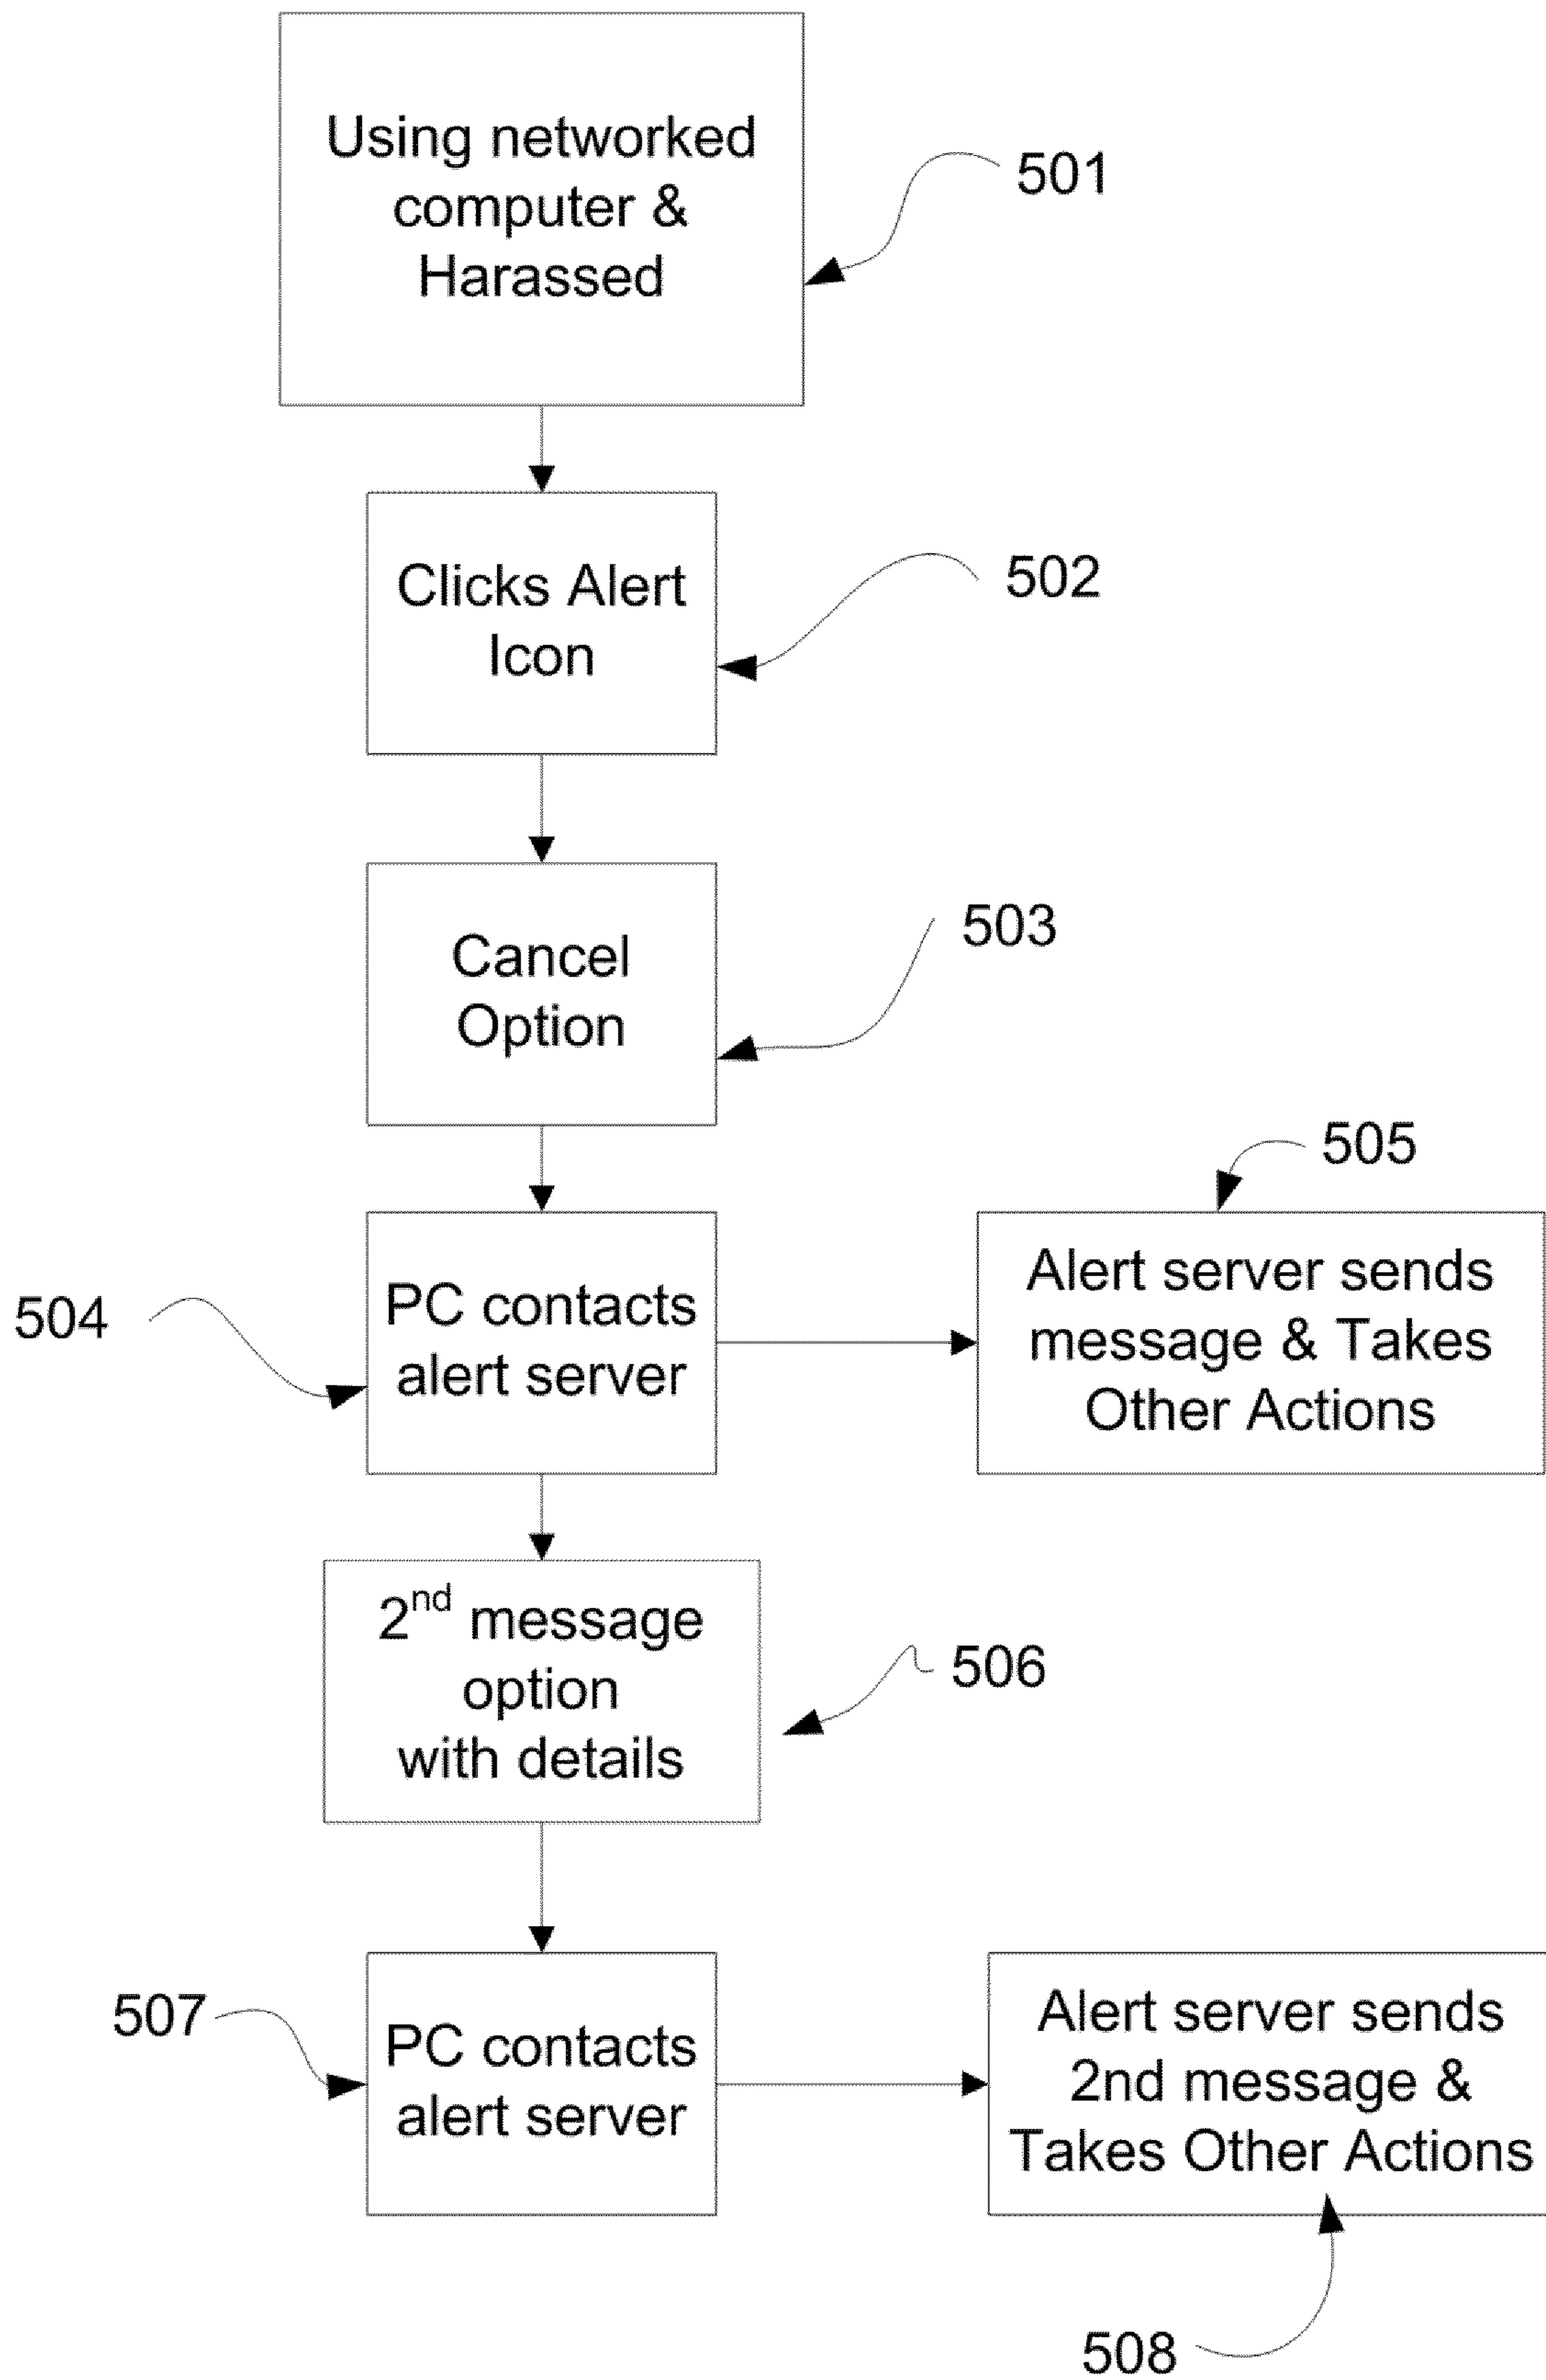 Using networked
computer &
Harassed
501
Clicks Alert
Icon
502
Cancel
Option
503
504
PC contacts
alert server
505
Alert server sends
message & Takes
Other Actions
2nd message
option
with details
506
507
PC contacts
alert server
Alert server sends
2nd message &
Takes Other Actions
508